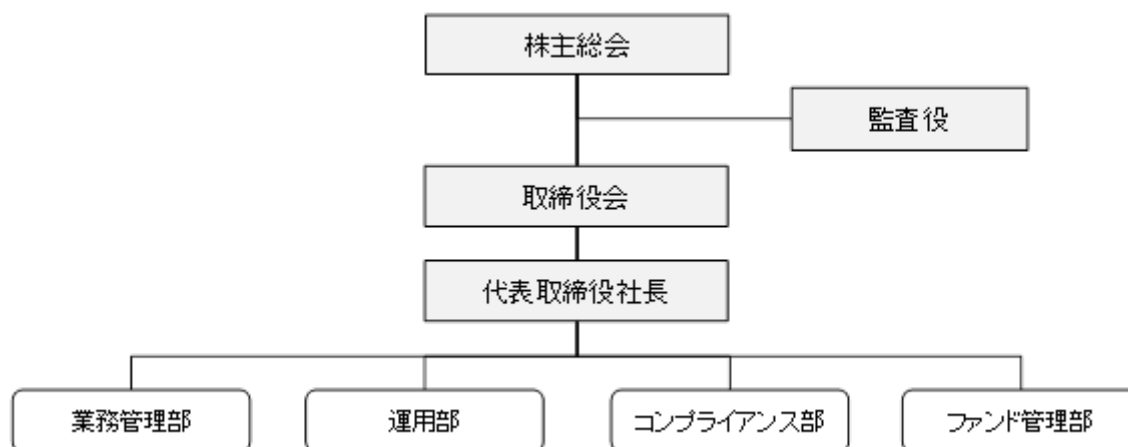 株主総会
監査役
取締役会
代表取締役社長
業務管理部
運用部
コンプライアンス部
ファンド管理部